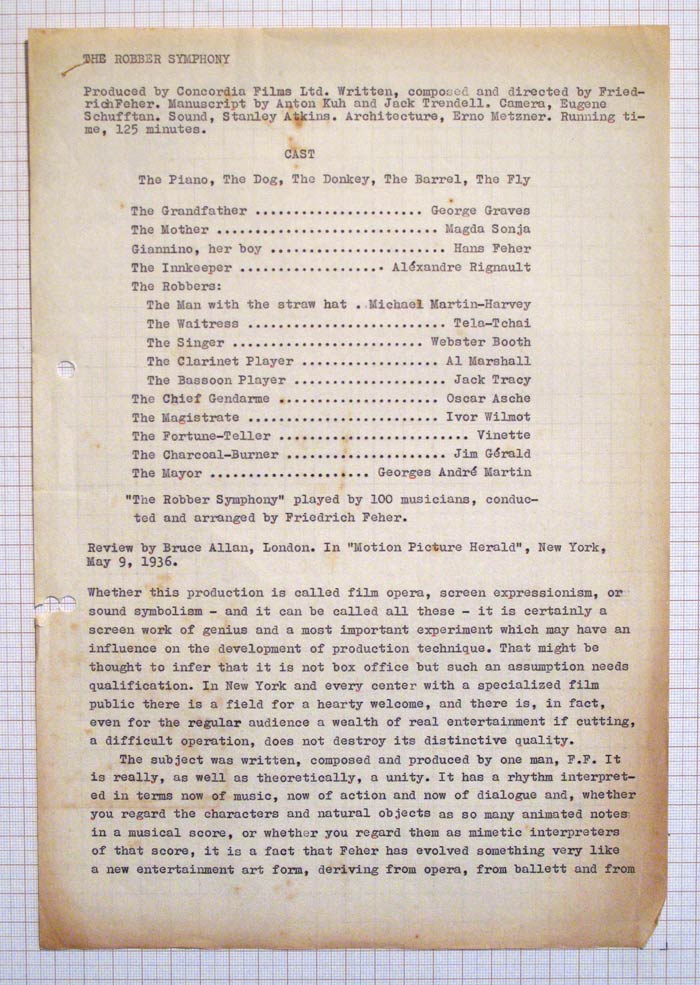 THE ROBBER SYMPHONY
Produced by Concordia Films Ltd. Written, composed and directed by Fried-
richFeher. Manuscript by Anton Kuh and Jack Trendell. Camera, Eugene
Schufftan. Sound, Stanley Atkins. Architecture, Erno Metzner. Running ti-
me, 125 minutes.
CAST
The Piano, The Dog, The Donkey, The Barrel, The Fly
The Grandfather ...................... George Graves
The Mother ............................. Magda Sonja
Giannino, her boy ....................... Hans Feher
The Innkeeper ................... Aléxandre Rignault
The Robbers:
The Man with the straw hat . Michael Martin-Harvey
The Waitress .......................... Tela-Tchai
The Singer ......................... Webster Booth
The Clarinet Player .................. Al Marshall
The Bassoon Player .................... Jack Tracy
The Chief Gendarme ..................... Oscar Asche
The Magistrate ......................... Ivor Wilmot
The Fortune-Teller ......................... Vinette
The Charcoal-Burner ..................... Jim Gérald
The Mayor ..................... Georges André Martin
"The Robber Symphony" played by 100 musicians, conduc-
ted and arranged by Friedrich Feher.
Review by Bruce Allan, London. In "Motion Picture Herald", New York,
May 9, 1936.
Whether this production is called film opera, screen expressionism, or
sound symbolism - and it can be called all these - it is certainly a
screen work of genius and a most important experiment which may have an
influence on the development of production technique. That might be
thought to infer that it is not box office but such an assumption needs
qualification. In New York and every center with a specialized film
public there is a field for a hearty welcome, and there is, in fact,
even for the regular audience a wealth of real entertainment if cutting,
a difficult operation, does not destroy its distinctive quality.
The subject was written, composed and produced by one man, F.F. It
is really, as well as theoretically, a unity. It has a rhythm interpret-
ed in terms now of music, now of action and now of dialogue and, whether
you regard the characters and natural objects as so many animated notes
in a musical score, or whether you regard them as mimetic interpreters
of that score, it is a fact that Feher has evolved something very like
a new entertainment art form, deriving from opera, from ballett and from